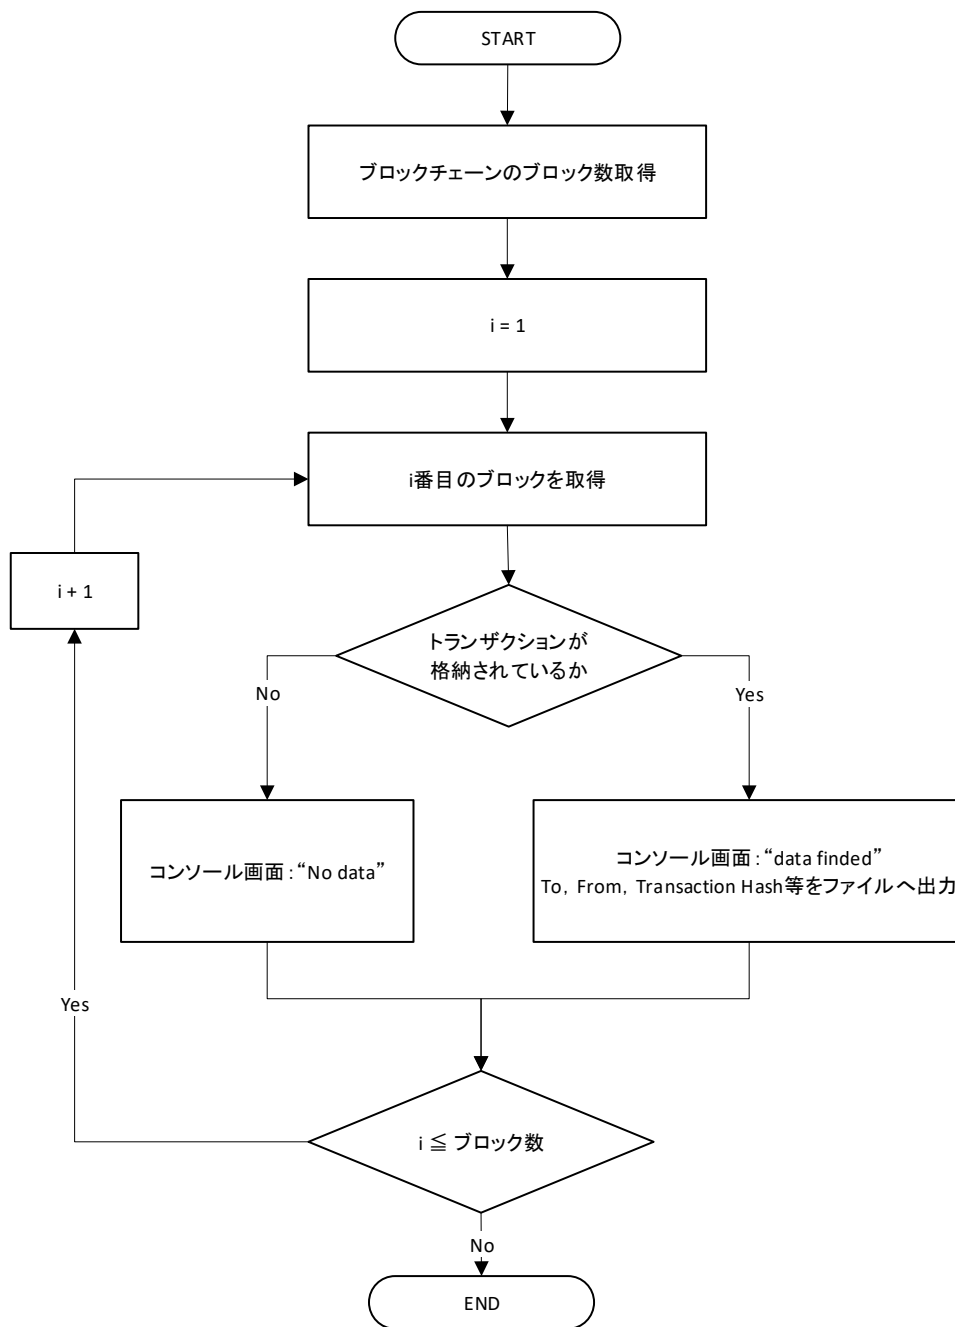 START
ブロックチェーンのブロック数取得
i = 1
i番目のブロックを取得
i + 1
トランザクションが
格納されているか
No
Yes
コンソール画面：“No data”
コンソール画面：“data finded”
To，From，Transaction Hash等をファイルへ出力
Yes
i ≦ ブロック数
No
END